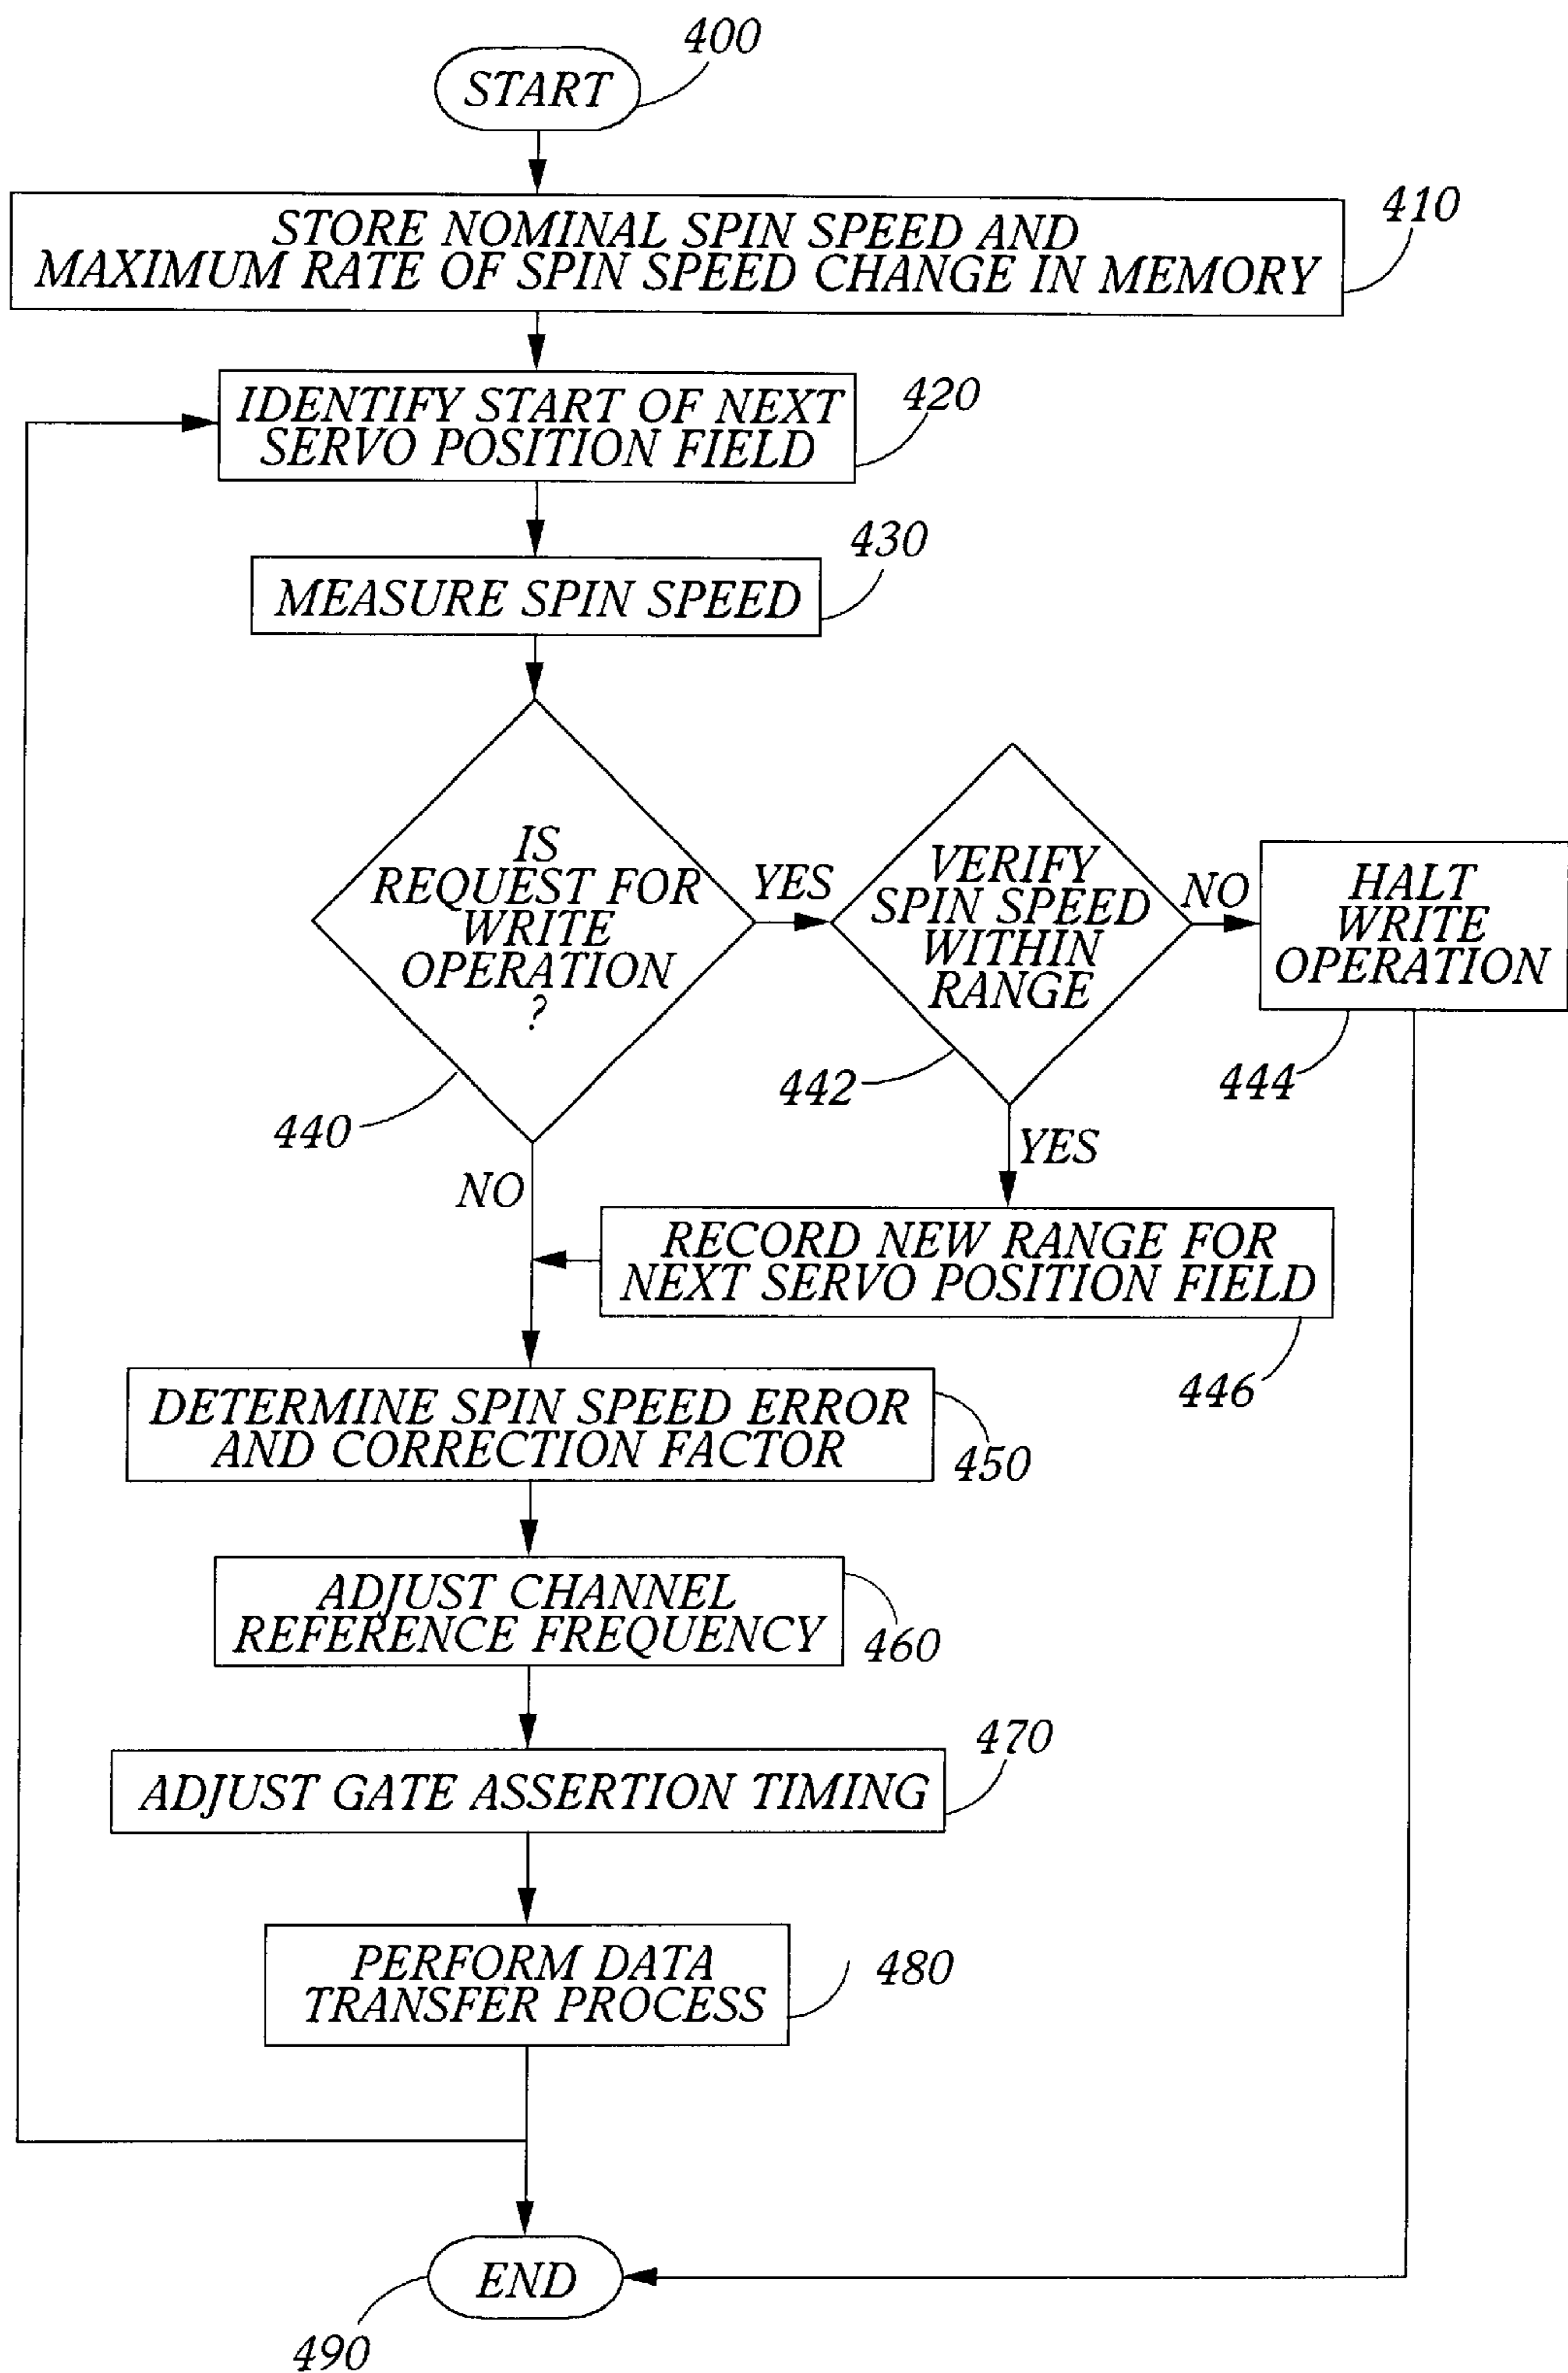 400
START
410
STORE NOMINAL SPIN SPEED AND
MAXIMUM RATE OF SPIN SPEED CHANGE IN MEMORY
420
IDENTIFY START OF NEXT
SERVO POSITION FIELD
430
MEASURE SPIN SPEED
IS
REQUEST FOR
WRITE
OPERATION
?
440
YES
VERIFY
SPIN SPEED
WITHIN
RANGE
442
NO
HALT
WRITE
OPERATION
444
YES
NO
RECORD NEW RANGE FOR
NEXT SERVO POSITION FIELD
446
DETERMINE SPIN SPEED ERROR
AND CORRECTION FACTOR
450
ADJUST CHANNEL
REFERENCE FREQUENCY
460
470
ADJUST GATE ASSERTION TIMING
PERFORM DATA
TRANSFER PROCESS
480
END
490